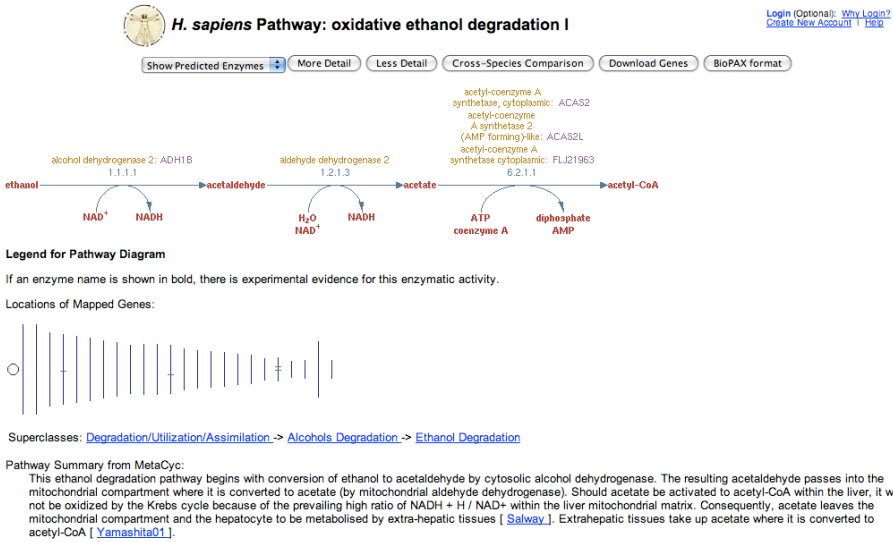 H. sapiens Pathway: oxidative ethanol degradation I
Login (Optional): Why Login?
Create New Account | Help
Show Predicted Enzymes
More Detail
Less Detail
Cross-Species Comparison
Download Genes
BioPAX format
acetyl-coenzyme A
synthetase, cytoplasmic: ACAS2
acetyl-coenzyme
A synthetase 2
(AMP forming)-like: ACAS2L
acetyl-coenzyme A
synthetase cytoplasmic: FLJ21963
alcohol dehydrogenase 2: ADH1B
aldehyde dehydrogenase 2
1.1.1.1
1.2.1.3
6.2.1.1
ethanol
acetaldehyde
acetate
acetyl-CoA
NAD+
NADH
H2O
NAD+
NADH
ATP
coenzyme A
diphosphate
AMP
Legend for Pathway Diagram
If an enzyme name is shown in bold, there is experimental evidence for this enzymatic activity.
Locations of Mapped Genes:
Superclasses: Degradation/Utilization/Assimilation -> Alcohols Degradation -> Ethanol Degradation
Pathway Summary from MetaCyc:
This ethanol degradation pathway begins with conversion of ethanol to acetaldehyde by cytosolic alcohol dehydrogenase. The resulting acetaldehyde passes into the
mitochondrial compartment where it is converted to acetate (by mitochondrial aldehyde dehydrogenase). Should acetate be activated to acetyl-CoA within the liver, it w
not be oxidized by the Krebs cycle because of the prevailing high ratio of NADH + H / NAD+ within the liver mitochondrial matrix. Consequently, acetate leaves the
mitochondrial compartment and the hepatocyte to be metabolised by extra-hepatic tissues [ Salway ]. Extrahepatic tissues take up acetate where it is converted to
acetyl-CoA [ Yamashita01 ].